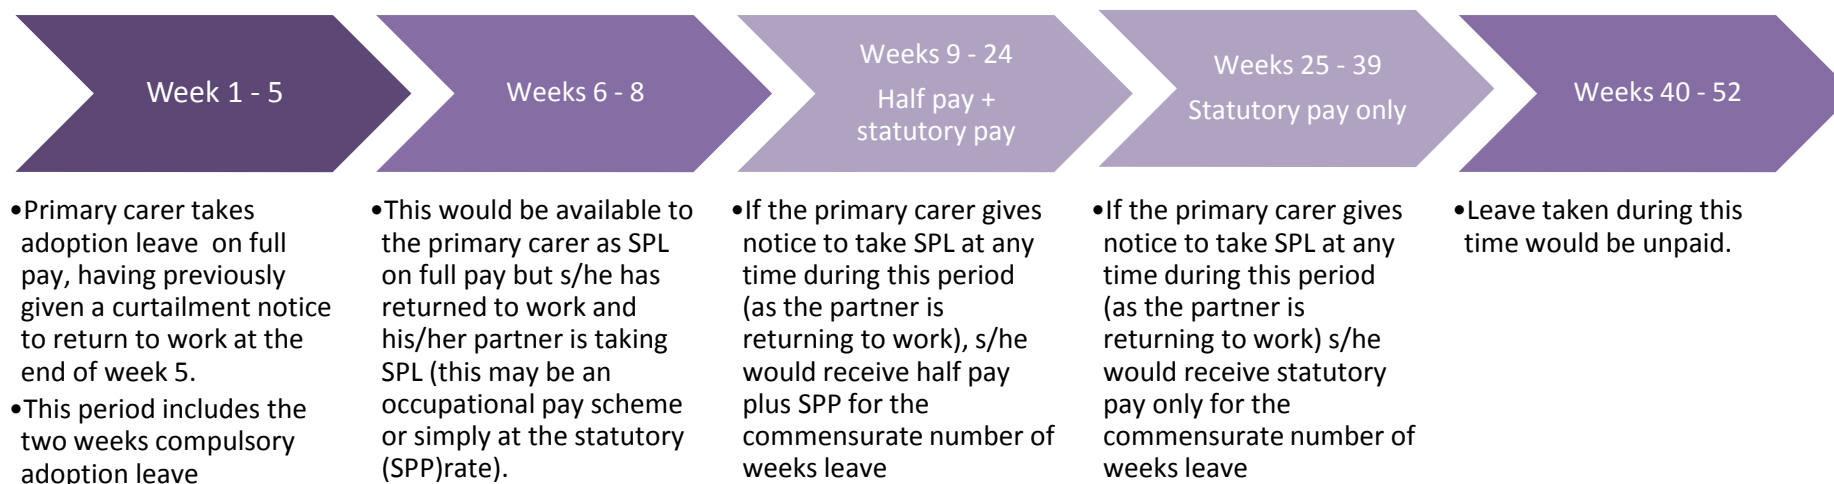 Week 1 - 5
Weeks 6 - 8
Weeks 9 - 24
Half pay +
statutory pay
Weeks 25 - 39
Statutory pay only
Weeks 40 - 52
•Primary carer takes
adoption leave  on full
pay, having previously
given a curtailment notice
to return to work at the
end of week 5.
•This period includes the
two weeks compulsory
adoption leave
•This would be available to
the primary carer as SPL
on full pay but s/he has
returned to work and
his/her partner is taking
SPL (this may be an
occupational pay scheme
or simply at the statutory
(SPP)rate).
•If the primary carer gives
notice to take SPL at any
time during this period
(as the partner is
returning to work), s/he
would receive half pay
plus SPP for the
commensurate number of
weeks leave
•If the primary carer gives
notice to take SPL at any
time during this period
(as the partner is
returning to work) s/he
would receive statutory
pay only for the
commensurate number of
weeks leave
•Leave taken during this
time would be unpaid.